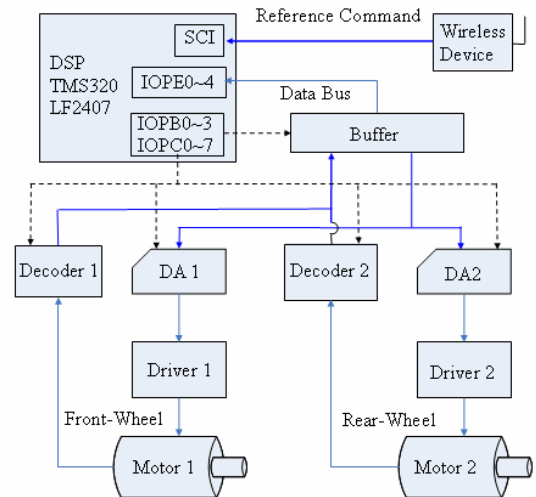 Reference Command
SCI
Wireless
Device
DSP
TMS320
LF2407
IOPE0~4
Data Bus
IOPB0~3
IOPC0~7
Buffer
Decoder 1
DA 1
Decoder 2
DA2
Driver 1
Driver 2
Front-Wheel
Rear-Wheel
Motor 1
Motor 2